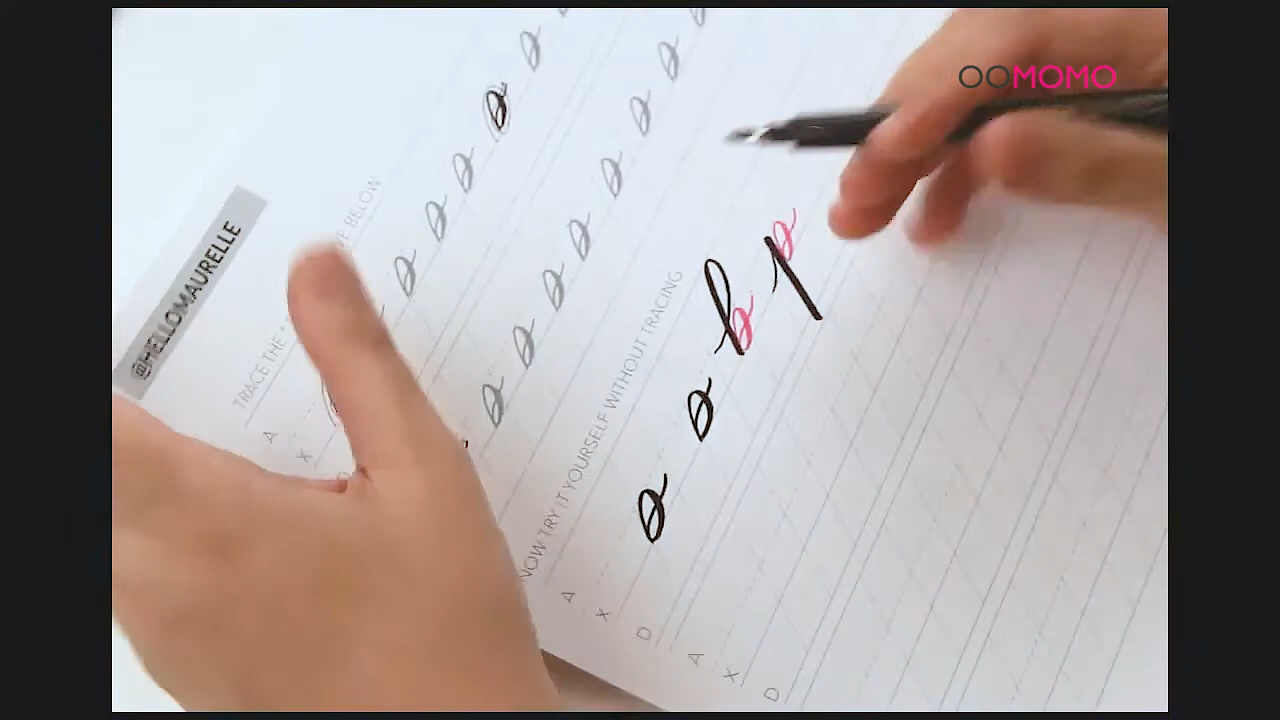 OOMOMO
@HELLOMAURELLE
TRACE THE
BELOW
A
X
D
NOW TRY IT YOURSELF WITHOUT TRACING
a a b p
A
X
D
A
X
D